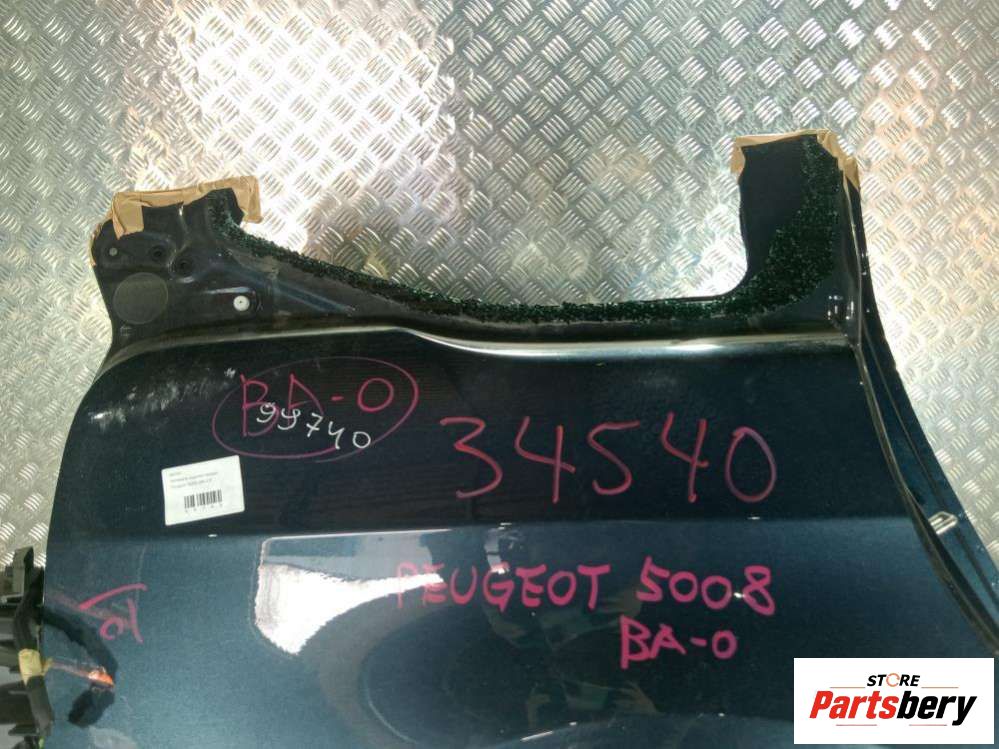 BA-0
99740
34540
PEUGEOT 5008
BA-0
STORE
Partsbery